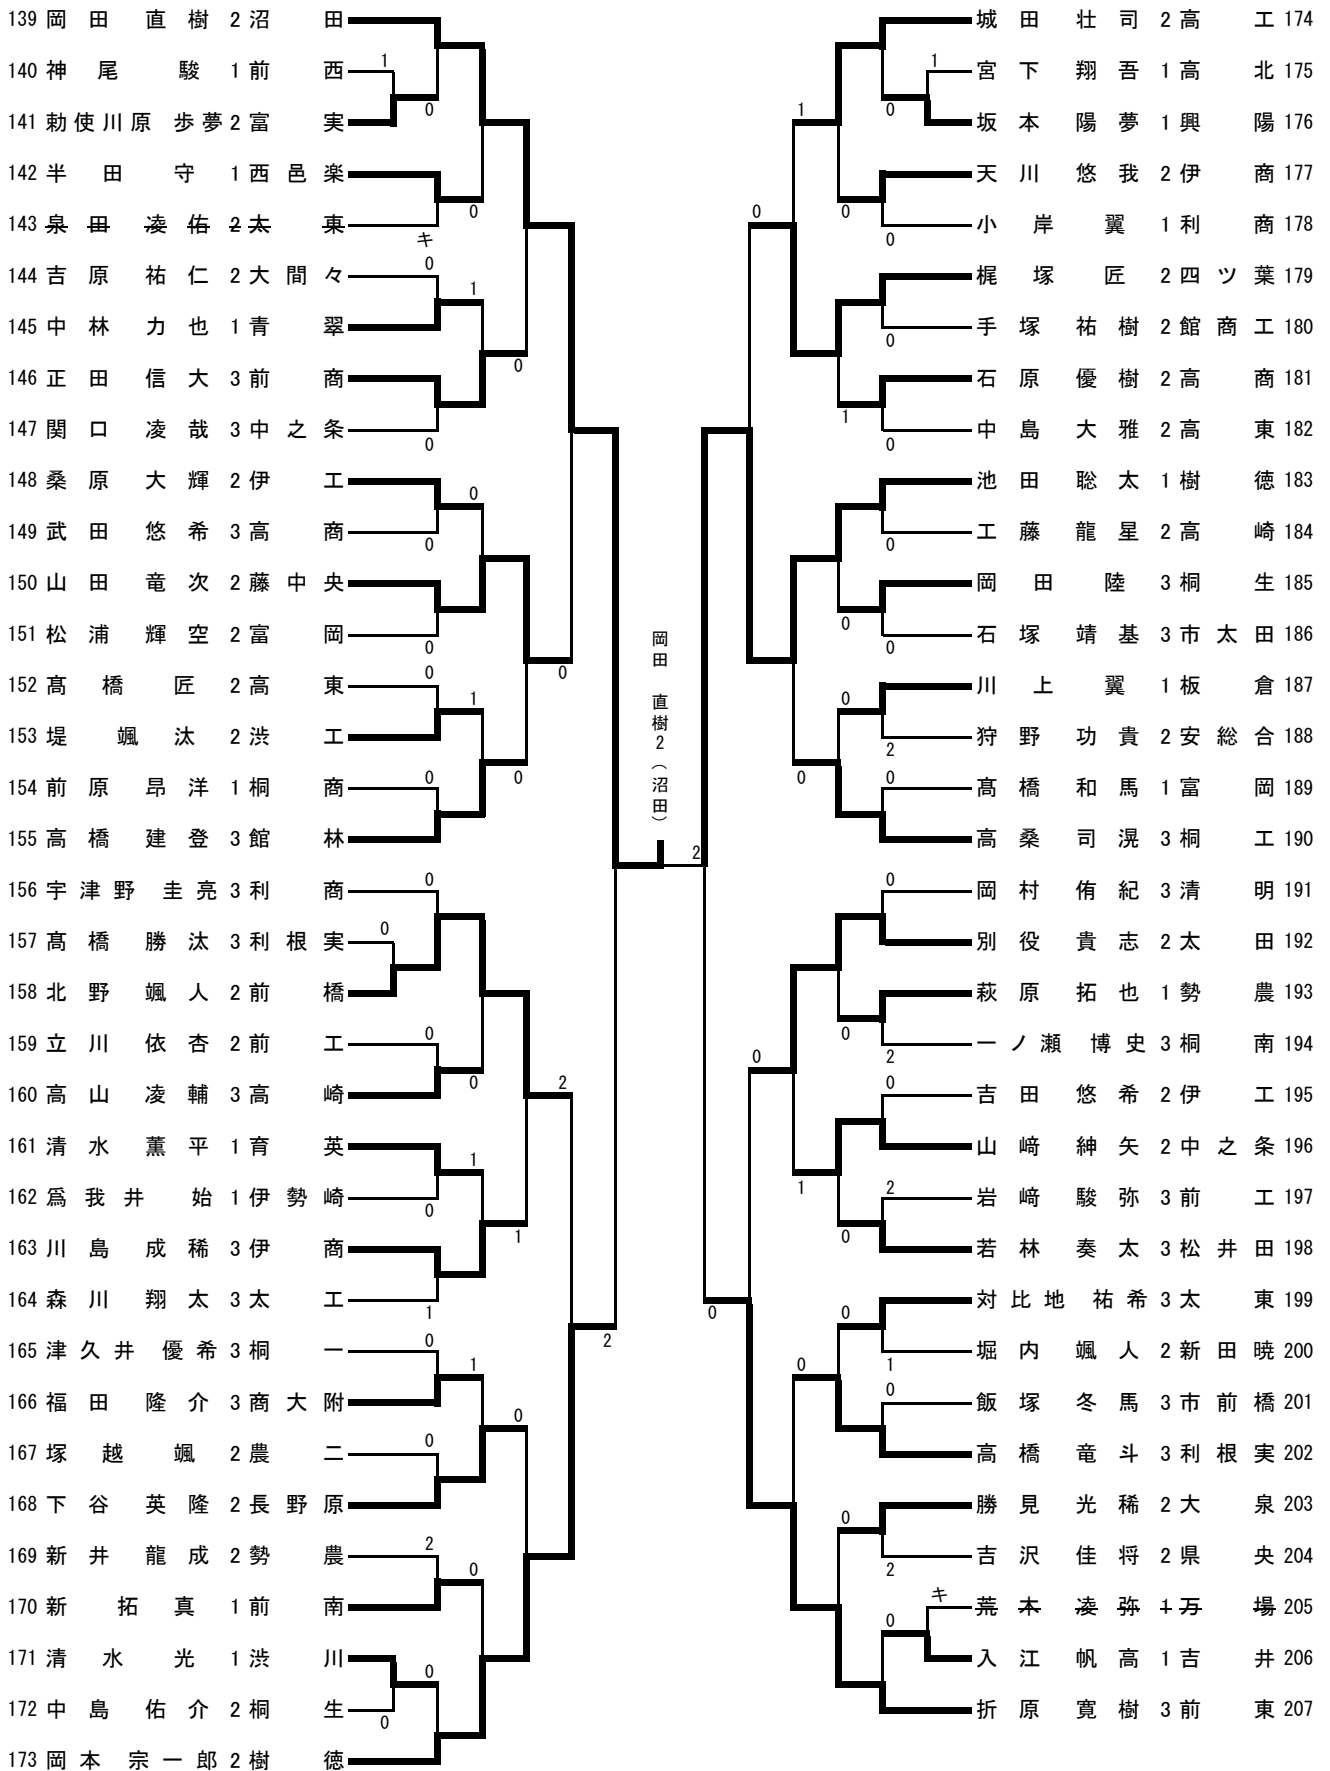 139 岡田 直樹 2 沼田
140 神尾 駿 1 前西
141 勅使川原 歩夢 2 富実
142 半田 守 1 西邑楽
143 泉田 凌佑 2 太東
144 吉原 祐仁 2 大間々
145 中林 力也 1 青翠
146 正田 信大 3 前商
147 関口 凌哉 3 中之条
148 桑原 大輝 2 伊工
149 武田 悠希 3 高商
150 山田 竜次 2 藤中央
151 松浦 輝空 2 富岡
152 髙橋 匠 2 高東
153 堤 颯汰 2 渋工
154 前原 昂洋 1 桐商
155 高橋 建登 3 館林
156 宇津野 圭亮 3 利商
157 髙橋 勝汰 3 利根実
158 北野 颯人 2 前橋
159 立川 依杏 2 前工
160 高山 凌輔 3 高崎
161 清水 薫平 1 育英
162 爲我井 始 1 伊勢崎
163 川島 成稀 3 伊商
164 森川 翔太 3 太工
165 津久井 優希 3 桐一
166 福田 隆介 3 商大附
167 塚越 颯 2 農二
168 下谷 英隆 2 長野原
169 新井 龍成 2 勢農
170 新 拓真 1 前南
171 清水 光 1 渋川
172 中島 佑介 2 桐生
173 岡本 宗一郎 2 樹徳
1
0
0
キ
0
1
0
0
0
0
0
0
1
0
0
0
0
0
0
0
2
1
0
1
1
0
1
0
0
2
0
0
0
2
岡田 直樹2（沼田）
2
城田 壮司 2 高工 174
宮下 翔吾 1 高北 175
坂本 陽夢 1 興陽 176
天川 悠我 2 伊商 177
小岸 翼 1 利商 178
梶塚 匠 2 四ツ葉 179
手塚 祐樹 2 館商工 180
石原 優樹 2 高商 181
中島 大雅 2 高東 182
池田 聡太 1 樹徳 183
工藤 龍星 2 高崎 184
岡田 陸 3 桐生 185
石塚 靖基 3 市太田 186
川上 翼 1 板倉 187
狩野 功貴 2 安総合 188
髙橋 和馬 1 富岡 189
高桑 司滉 3 桐工 190
岡村 侑紀 3 清明 191
別役 貴志 2 太田 192
萩原 拓也 1 勢農 193
一ノ瀬 博史 3 桐南 194
吉田 悠希 2 伊工 195
山﨑 紳矢 2 中之条 196
岩﨑 駿弥 3 前工 197
若林 奏太 3 松井田 198
対比地 祐希 3 太東 199
堀内 颯人 2 新田暁 200
飯塚 冬馬 3 市前橋 201
高橋 竜斗 3 利根実 202
勝見 光稀 2 大泉 203
吉沢 佳将 2 県央 204
荒木 凌弥 1 万場 205
入江 帆高 1 吉井 206
折原 寛樹 3 前東 207
1
0
1
0
0
0
0
1
0
0
0
0
0
2
0
0
0
0
2
0
0
1
2
0
0
0
1
0
0
0
2
キ
0